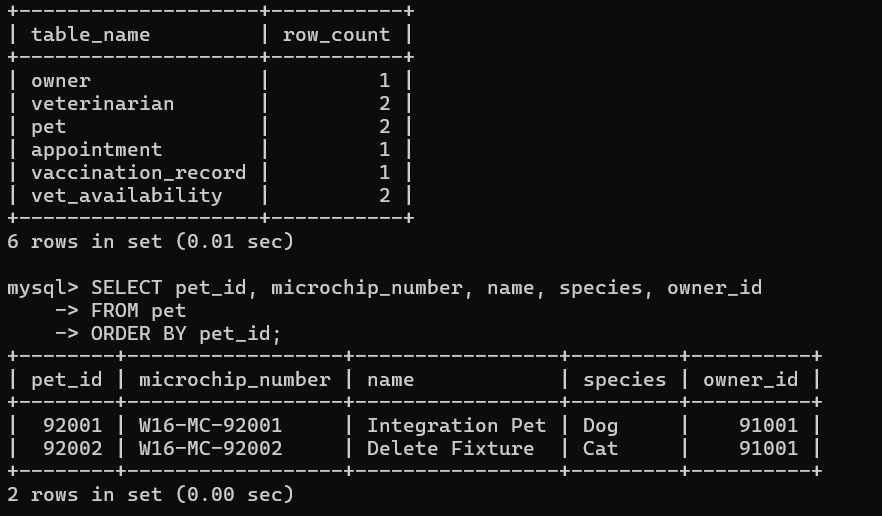 +--------------------+-----------+
| table_name         | row_count |
+--------------------+-----------+
| owner              |         1 |
| veterinarian       |         2 |
| pet                |         2 |
| appointment        |         1 |
| vaccination_record |         1 |
| vet_availability   |         2 |
+--------------------+-----------+
6 rows in set (0.01 sec)

mysql> SELECT pet_id, microchip_number, name, species, owner_id
    -> FROM pet
    -> ORDER BY pet_id;
+--------+------------------+-----------------+---------+----------+
| pet_id | microchip_number | name            | species | owner_id |
+--------+------------------+-----------------+---------+----------+
|  92001 | W16-MC-92001     | Integration Pet | Dog     |    91001 |
|  92002 | W16-MC-92002     | Delete Fixture  | Cat     |    91001 |
+--------+------------------+-----------------+---------+----------+
2 rows in set (0.00 sec)